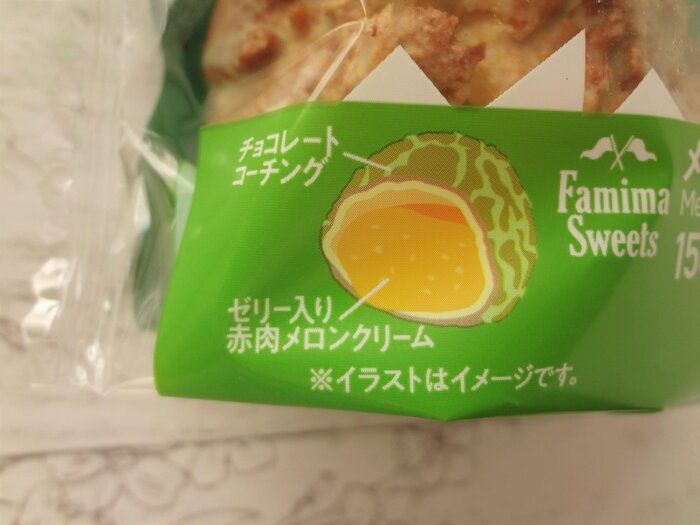 チョコレート
コーチング
Famima
Sweets
ゼリー入り
赤肉メロンクリーム
※イラストはイメージです。